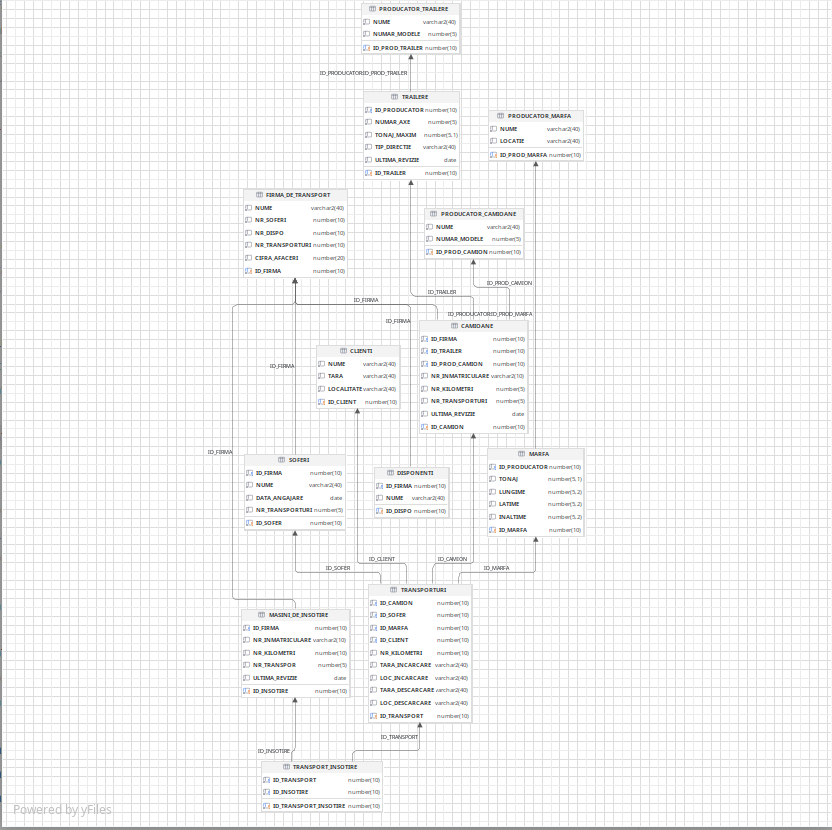 PRODUCATOR_TRAILERE
NUME varchar2(40)
NUMAR_MODELE number(5)
ID_PROD_TRAILER number(10)
ID_PRODUCATOR:ID_PROD_TRAILER
TRAILERE
ID_PRODUCATOR number(10)
NUMAR_AXE number(5)
TONAJ_MAXIM number(5,1)
TIP_DIRECTIE varchar2(40)
ULTIMA_REVIZIE date
ID_TRAILER number(10)
PRODUCATOR_MARFA
NUME varchar2(40)
LOCATIE varchar2(40)
ID_PROD_MARFA number(10)
FIRMA_DE_TRANSPORT
NUME varchar2(40)
NR_SOFERI number(10)
NR_DISPO number(10)
NR_TRANSPORTURI number(10)
CIFRA_AFACERI number(20)
ID_FIRMA number(10)
PRODUCATOR_CAMIOANE
NUME varchar2(40)
NUMAR_MODELE number(5)
ID_PROD_CAMION number(10)
ID_PROD_CAMION
ID_TRAILER
ID_FIRMA
ID_PRODUCATOR:ID_PROD_MARFA
ID_FIRMA
CAMIOANE
ID_FIRMA number(10)
ID_TRAILER number(10)
ID_PROD_CAMION number(10)
NR_INMATRICULARE varchar2(10)
NR_KILOMETRI number(5)
NR_TRANSPORTURI number(5)
ULTIMA_REVIZIE date
ID_CAMION number(10)
CLIENTI
NUME varchar2(40)
TARA varchar2(40)
LOCALITATE varchar2(40)
ID_CLIENT number(10)
ID_FIRMA
ID_FIRMA
SOFERI
ID_FIRMA number(10)
NUME varchar2(40)
DATA_ANGAJARE date
NR_TRANSPORTURI number(5)
ID_SOFER number(10)
DISPONENTI
ID_FIRMA number(10)
NUME varchar2(40)
ID_DISPO number(10)
MARFA
ID_PRODUCATOR number(10)
TONAJ number(5,1)
LUNGIME number(5,2)
LATIME number(5,2)
INALTIME number(5,2)
ID_MARFA number(10)
ID_CLIENT
ID_CAMION
ID_SOFER
ID_MARFA
TRANSPORTURI
ID_CAMION number(10)
ID_SOFER number(10)
ID_MARFA number(10)
ID_CLIENT number(10)
NR_KILOMETRI number(10)
TARA_INCARCARE varchar2(40)
LOC_INCARCARE varchar2(40)
TARA_DESCARCARE varchar2(40)
LOC_DESCARCARE varchar2(40)
ID_TRANSPORT number(10)
MASINI_DE_INSOTIRE
ID_FIRMA number(10)
NR_INMATRICULARE varchar2(10)
NR_KILOMETRI number(10)
NR_TRANSPOR number(5)
ULTIMA_REVIZIE date
ID_INSOTIRE number(10)
ID_TRANSPORT
ID_INSOTIRE
TRANSPORT_INSOTIRE
ID_TRANSPORT number(10)
ID_INSOTIRE number(10)
ID_TRANSPORT_INSOTIRE number(10)
Powered by yFiles